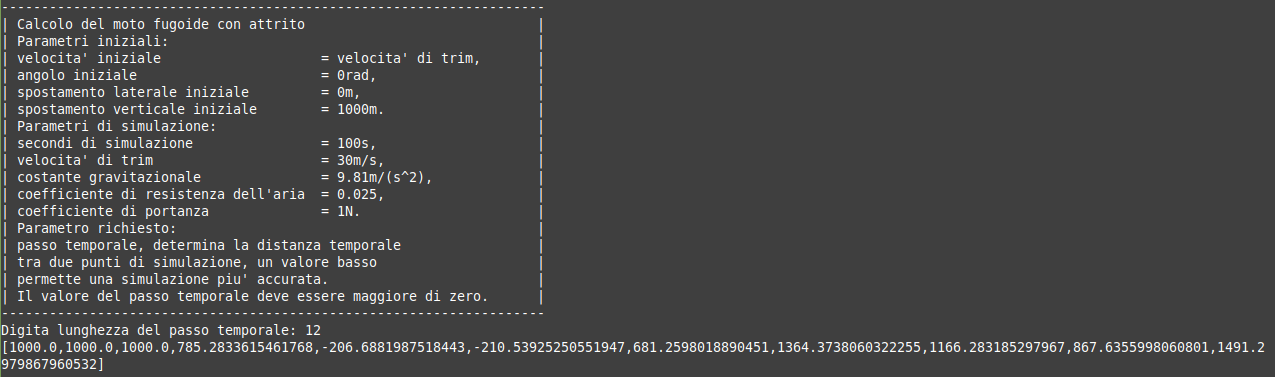 --------------------------------------------------------------------
| Calcolo del moto fugoide con attrito                             |
| Parametri iniziali:                                              |
| velocita' iniziale                    = velocita' di trim,       |
| angolo iniziale                       = 0rad,                    |
| spostamento laterale iniziale         = 0m,                      |
| spostamento verticale iniziale        = 1000m.                   |
| Parametri di simulazione:                                        |
| secondi di simulazione                = 100s,                    |
| velocita' di trim                     = 30m/s,                   |
| costante gravitazionale               = 9.81m/(s^2),             |
| coefficiente di resistenza dell'aria  = 0.025,                   |
| coefficiente di portanza              = 1N.                      |
| Parametro richiesto:                                             |
| passo temporale, determina la distanza temporale                 |
| tra due punti di simulazione, un valore basso                    |
| permette una simulazione piu' accurata.                          |
| Il valore del passo temporale deve essere maggiore di zero.      |
--------------------------------------------------------------------
Digita lunghezza del passo temporale: 12
[1000.0,1000.0,1000.0,785.2833615461768,-206.6881987518443,-210.53925250551947,681.2598018890451,1364.3738060322255,1166.283185297967,867.6355998060801,1491.2
979867960532]